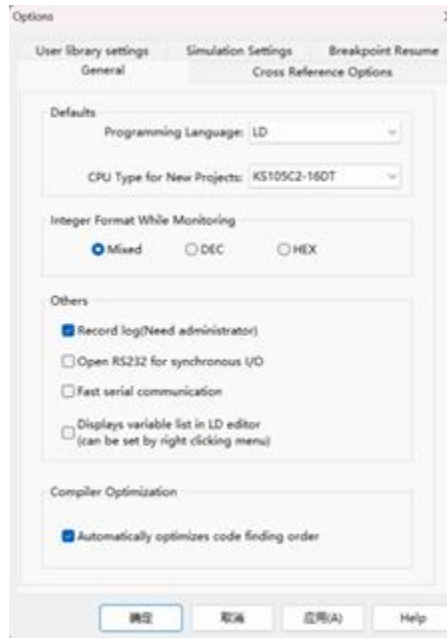 Options
User library settings
Simulation Settings
Breakpoint Resume
General
Cross Reference Options
Defaults
Programming Language: LD
CPU Type for New Projects: KS105C2-16DT
Integer Format While Monitoring
Mixed
DEC
HEX
Others
Record log(Need administrator)
Open RS232 for synchronous I/O
Fast serial communication
Displays variable list in LD editor
(can be set by right clicking menu)
Compiler Optimization
Automatically optimizes code finding order
确定
取消
应用(A)
Help